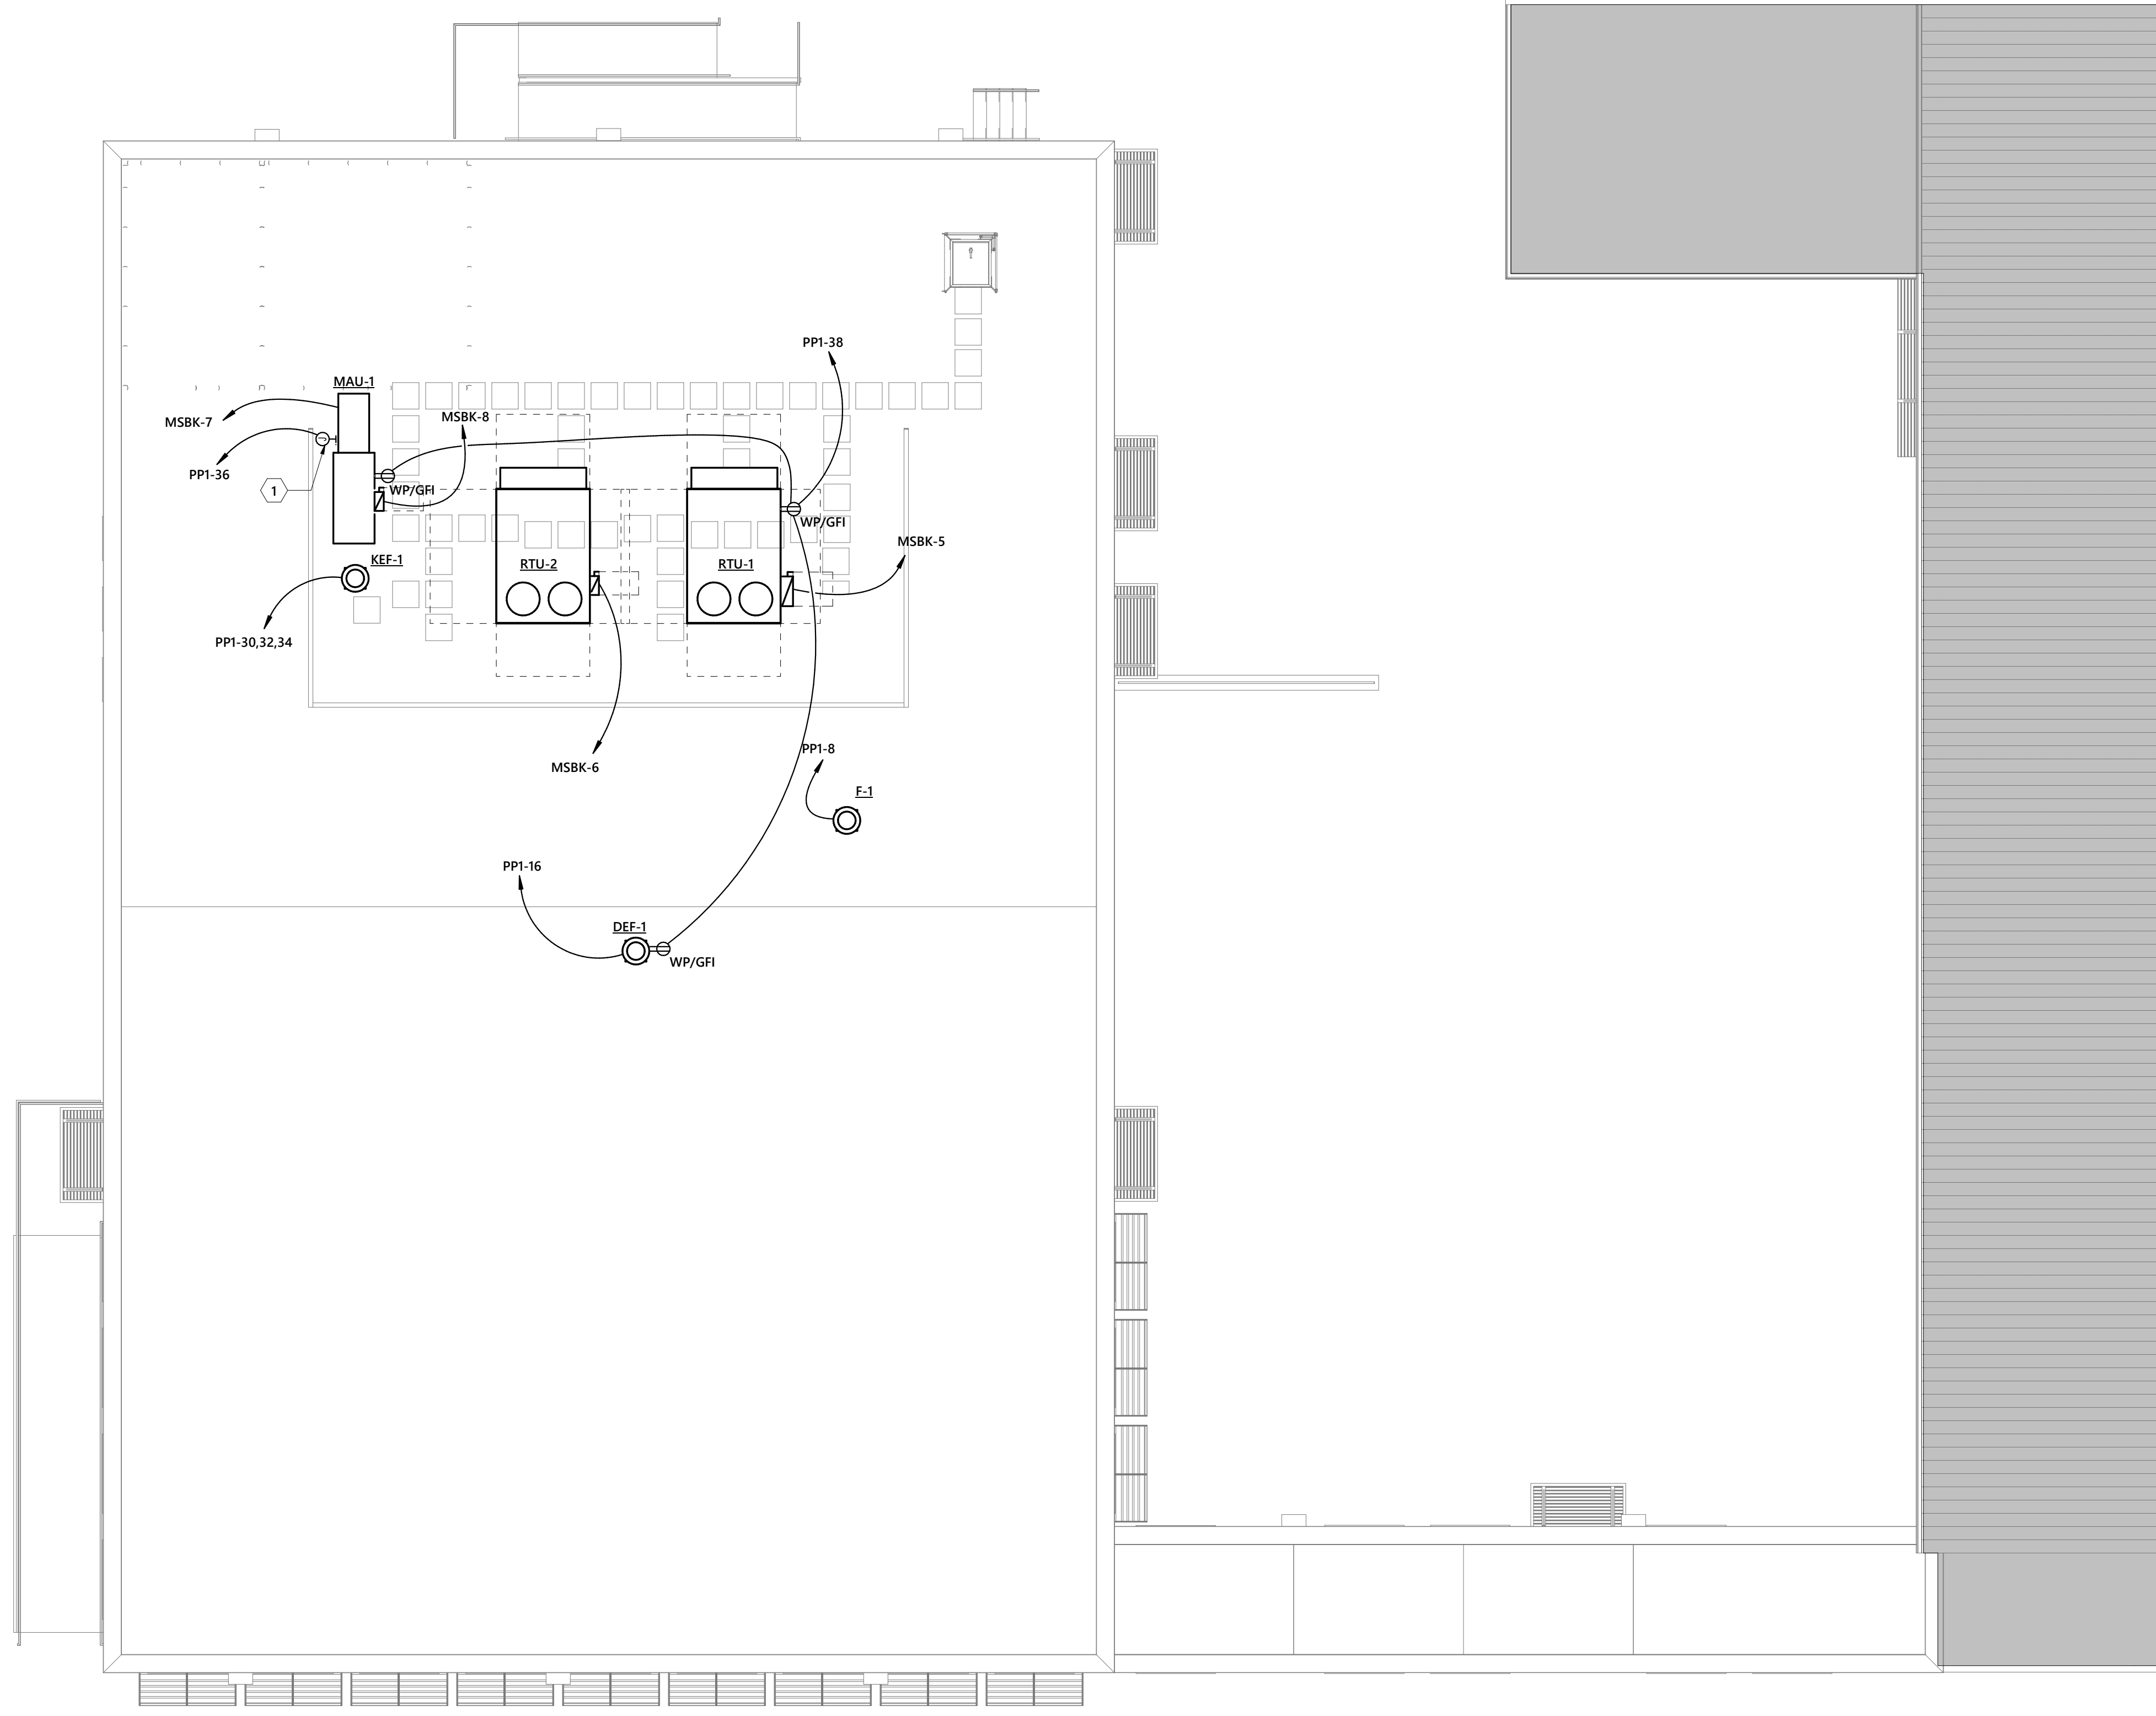 PP1-38
MAU-1
MSBK-7
MSBK-8
J
PP1-36
1
WP/GFI
WP/GFI
MSBK-5
KEF-1
RTU-2
RTU-1
PP1-30,32,34
PP1-8
MSBK-6
F-1
PP1-16
DEF-1
WP/GFI